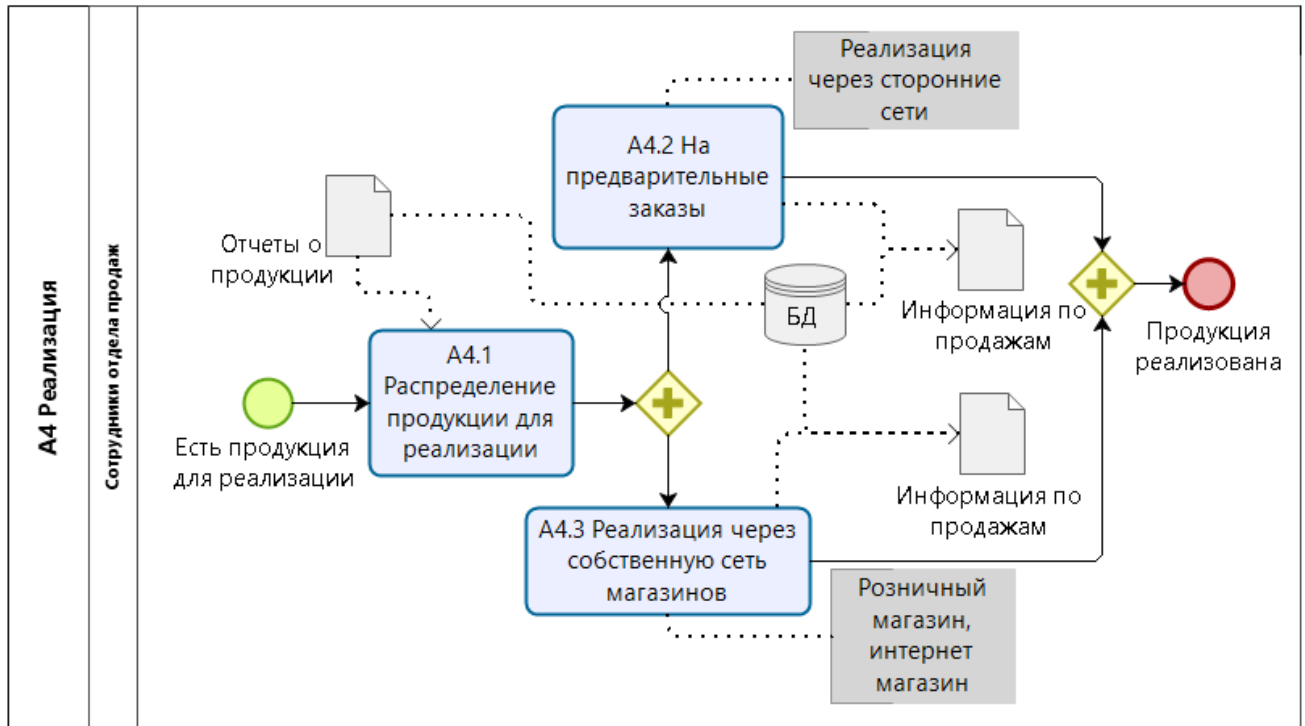 А4 Реализация
Сотрудники отдела продаж
Реализация
через сторонние
сети
А4.2 На
предварительные
заказы
Отчеты о
продукции
БД
Информация по
продажам
Продукция
реализована
А4.1
Распределение
продукции для
реализации
Есть продукция
для реализации
Информация по
продажам
А4.3 Реализация через
собственную сеть
магазинов
Розничный
магазин,
интернет
магазин